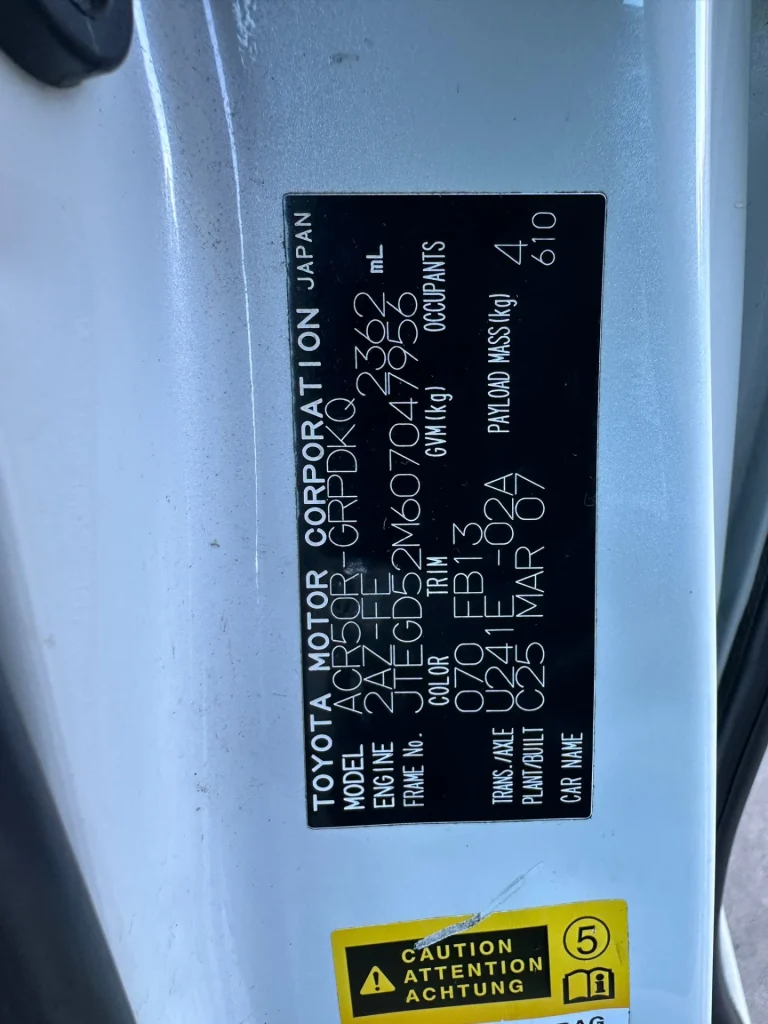 TOYOTA MOTOR CORPORATION JAPAN
MODEL ACR50R-GRPDKQ
ENGINE 2AZ-FE 2362 mL
FRAME No. JTEGD52M607047956
COLOR TRIM GVM(kg) OCCUPANTS
070 FB13 4
TRANS./AXLE U241E -02A PAYLOAD MASS(kg) 610
PLANT/BUILT C25 MAR 07
CAR NAME
CAUTION
ATTENTION
ACHTUNG
5